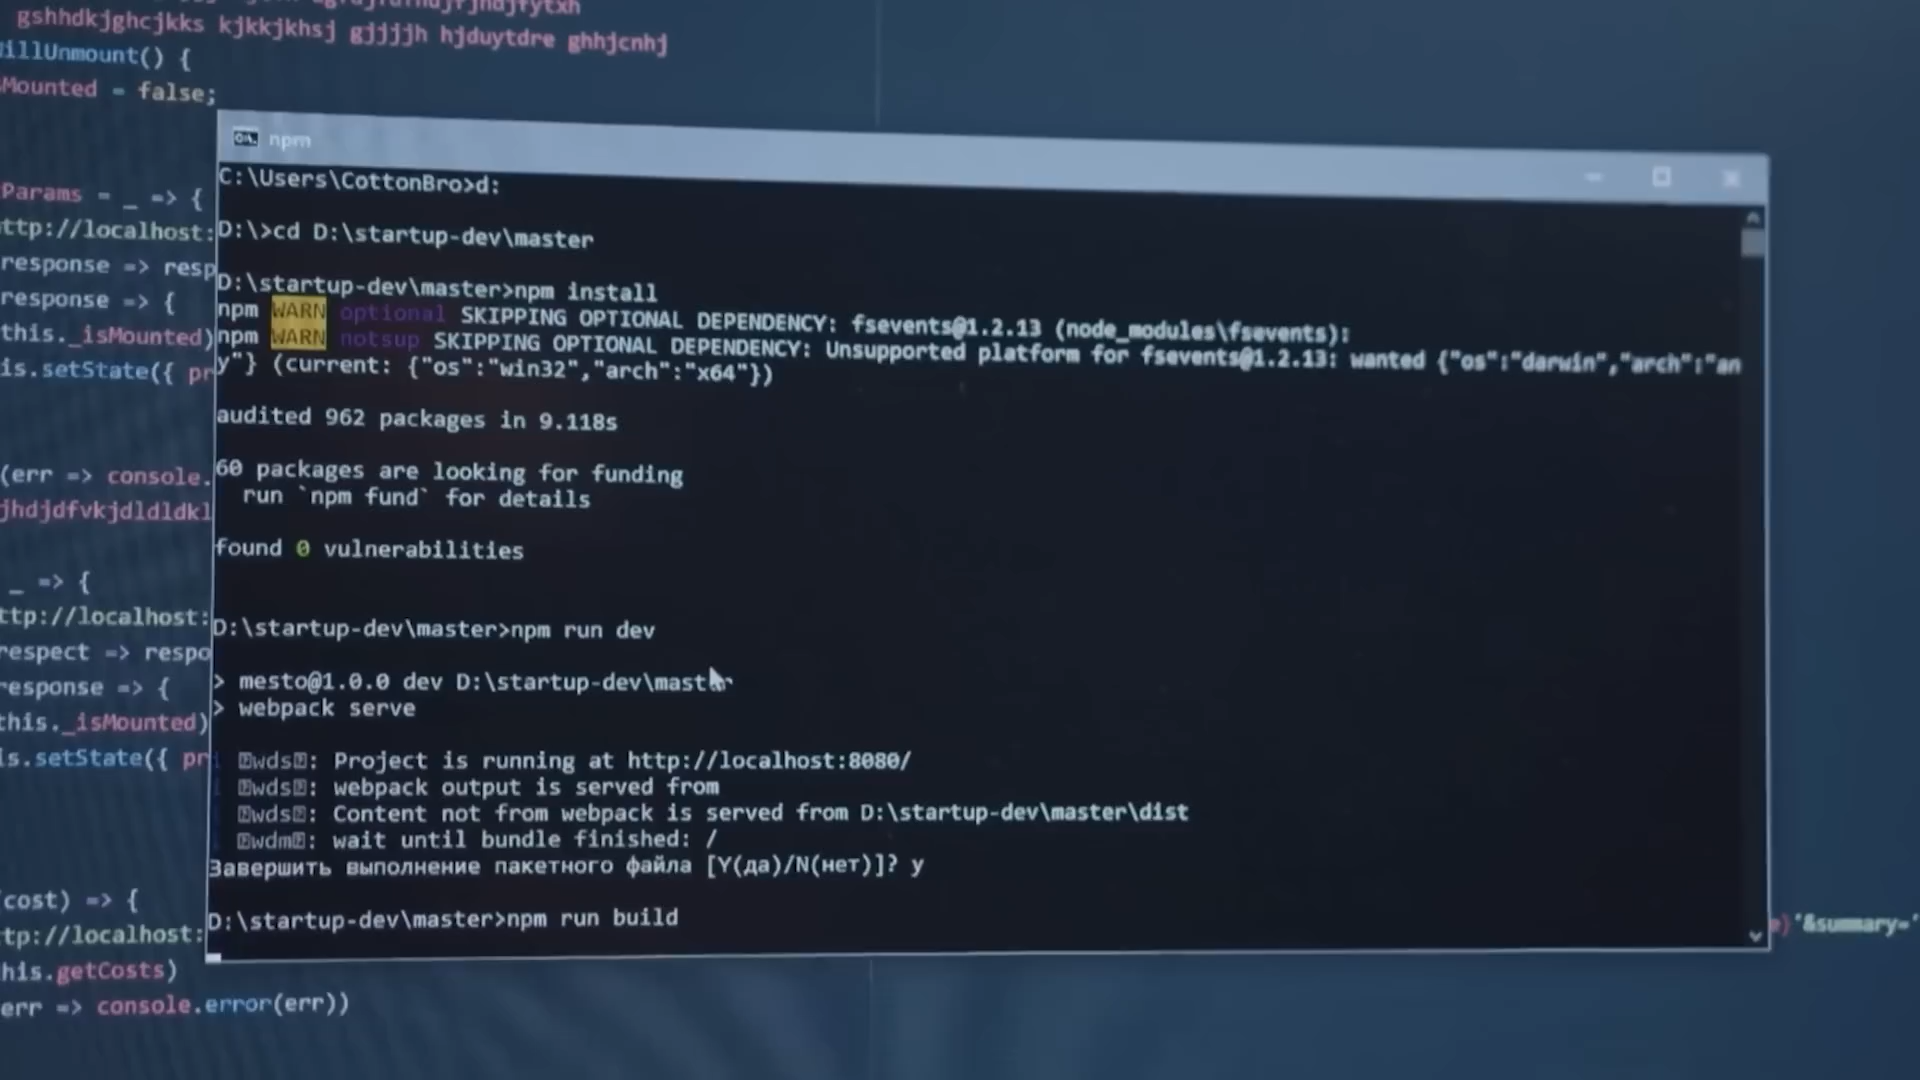 gshhdkjghcjkks kjkkjkhsj gjjjjh hjduytdre ghhjcnhj
illUnmount() {
Mounted = false;
Params = _ => {
ttp://localhost:
response => resp
response => {
this._isMounted)
is.setState({ pr
(err => console.
jhdjdfvkjdldldkl
_ => {
ttp://localhost:
respect => respo
response => {
this._isMounted)
is.setState({ pr
(cost) => {
tp://localhost:
his.getCosts)
err => console.error(err))
npm
C:\Users\CottonBro>d:
D:\>cd D:\startup-dev\master
D:\startup-dev\master>npm install
npm WARN optional SKIPPING OPTIONAL DEPENDENCY: fsevents@1.2.13 (node_modules\fsevents):
npm WARN notsup SKIPPING OPTIONAL DEPENDENCY: Unsupported platform for fsevents@1.2.13: wanted {"os":"darwin","arch":"an
y"} (current: {"os":"win32","arch":"x64"})
audited 962 packages in 9.118s
60 packages are looking for funding
run `npm fund` for details
found 0 vulnerabilities
D:\startup-dev\master>npm run dev
> mesto@1.0.0 dev D:\startup-dev\master
> webpack serve
wds: Project is running at http://localhost:8080/
wds: webpack output is served from
wds: Content not from webpack is served from D:\startup-dev\master\dist
wdm: wait until bundle finished: /
Завершить выполнение пакетного файла [Y(да)/N(нет)]? y
D:\startup-dev\master>npm run build
}'&summary='